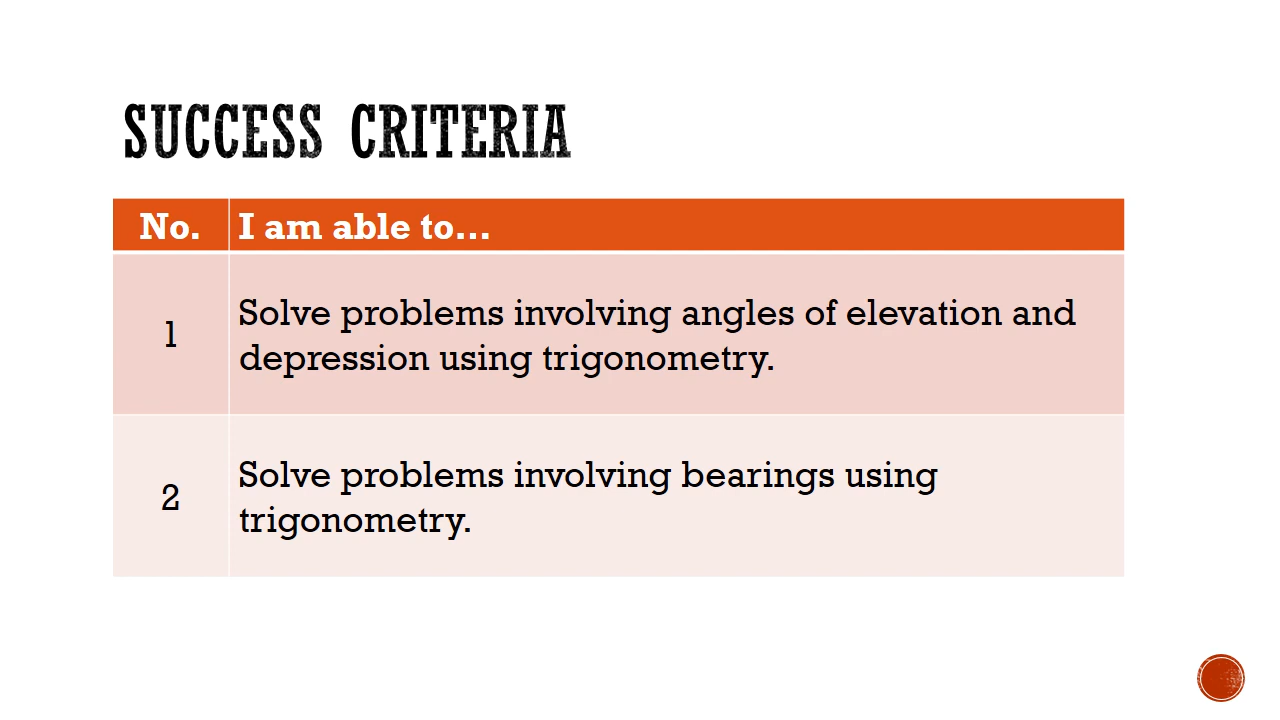 SUCCESS CRITERIA
No. I am able to...
1
Solve problems involving angles of elevation and
depression using trigonometry.
2
Solve problems involving bearings using
trigonometry.